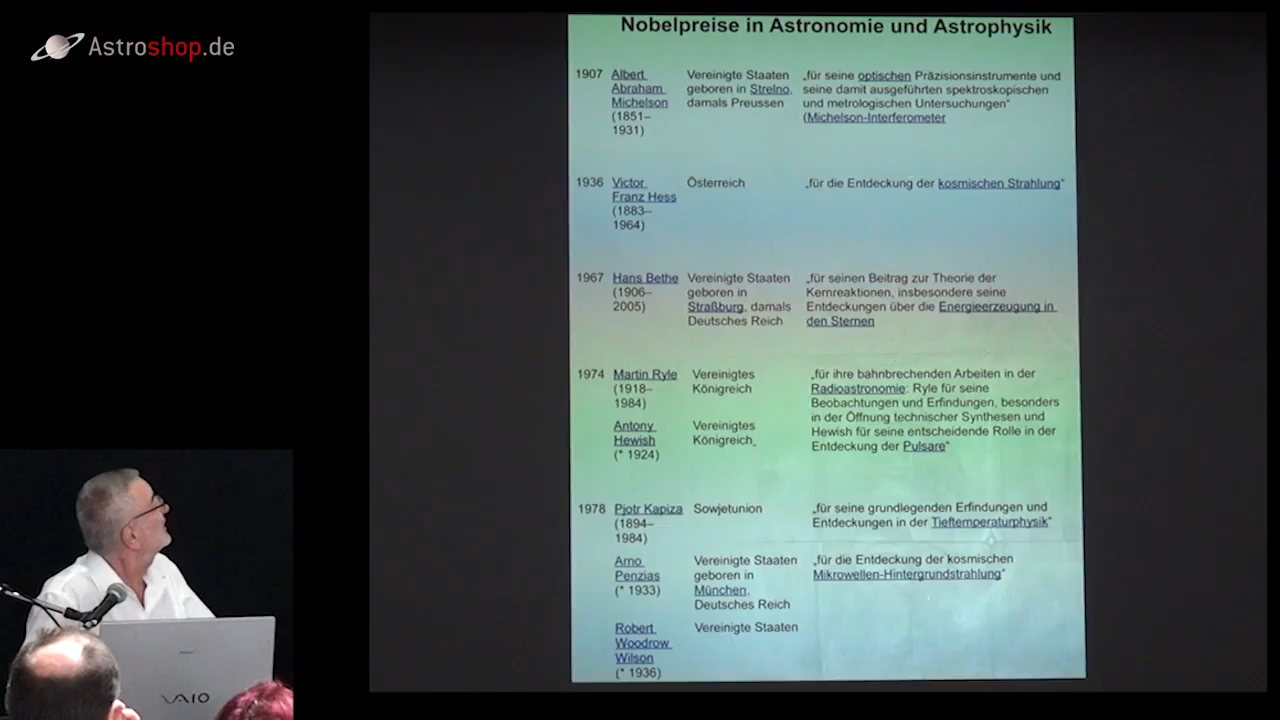 Astroshop.de
Nobelpreise in Astronomie und Astrophysik
1907 Albert Vereinigte Staaten „für seine optischen Präzisionsinstrumente und
Abraham geboren in Strelno, seine damit ausgeführten spektroskopischen
Michelson damals Preussen und metrologischen Untersuchungen“
(1851– (Michelson-Interferometer
1931)
1936 Victor Österreich „für die Entdeckung der kosmischen Strahlung“
Franz Hess
(1883–
1964)
1967 Hans Bethe Vereinigte Staaten „für seinen Beitrag zur Theorie der
(1906– geboren in Kernreaktionen, insbesondere seine
2005) Straßburg, damals Entdeckungen über die Energieerzeugung in
Deutsches Reich den Sternen
1974 Martin Ryle Vereinigtes „für ihre bahnbrechenden Arbeiten in der
(1918– Königreich Radioastronomie: Ryle für seine
1984) Beobachtungen und Erfindungen, besonders
in der Öffnung technischer Synthesen und
Antony Vereinigtes Hewish für seine entscheidende Rolle in der
Hewish Königreich Entdeckung der Pulsare“
(* 1924)
1978 Pjotr Kapiza Sowjetunion „für seine grundlegenden Erfindungen und
(1894– Entdeckungen in der Tieftemperaturphysik“
1984)
Arno Vereinigte Staaten „für die Entdeckung der kosmischen
Penzias geboren in Mikrowellen-Hintergrundstrahlung“
(* 1933) München,
Deutsches Reich
Robert Vereinigte Staaten
Woodrow
Wilson
(* 1936)
VAIO